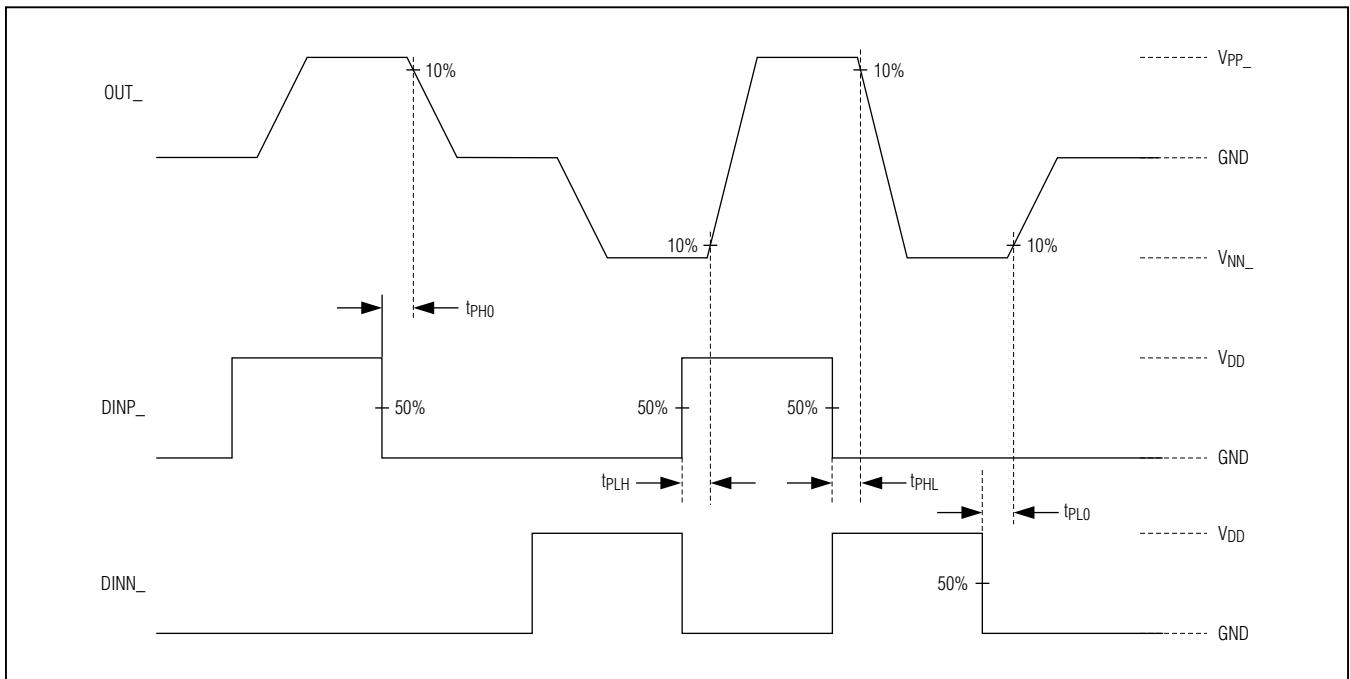 VPP_
10%
10%
OUT_
GND
10%
10%
VNN_
tPH0
VDD
DINP_
50%
50%
50%
GND
tPLH
tPHL
tPL0
VDD
DINN_
50%
GND